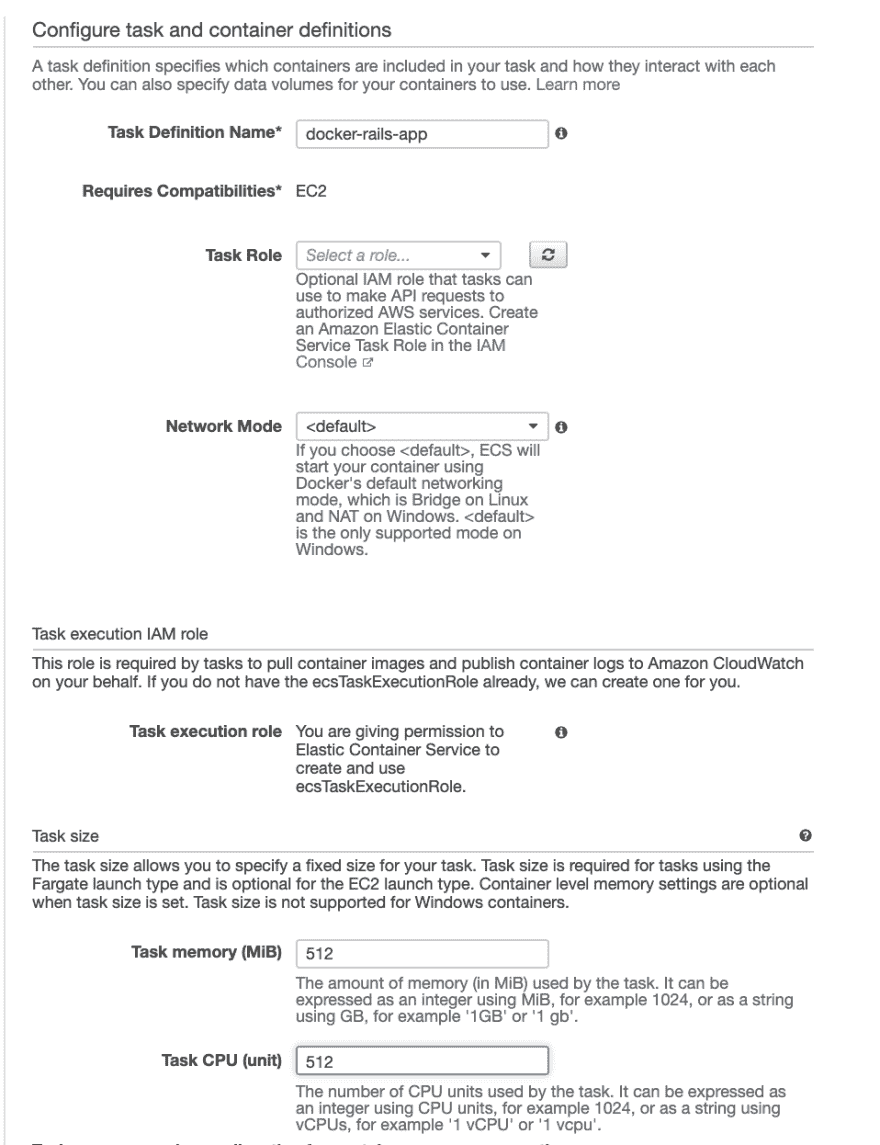 Configure task and container definitions
A task definition specifies which containers are included in your task and how they interact with each
other. You can also specify data volumes for your containers to use. Learn more
Task Definition Name* docker-rails-app
Requires Compatibilities* EC2
Task Role Select a role...
Optional IAM role that tasks can
use to make API requests to
authorized AWS services. Create
an Amazon Elastic Container
Service Task Role in the IAM
Console
Network Mode <default>
If you choose <default>, ECS will
start your container using
Docker's default networking
mode, which is Bridge on Linux
and NAT on Windows. <default>
is the only supported mode on
Windows.
Task execution IAM role
This role is required by tasks to pull container images and publish container logs to Amazon CloudWatch
on your behalf. If you do not have the ecsTaskExecutionRole already, we can create one for you.
Task execution role You are giving permission to
Elastic Container Service to
create and use
ecsTaskExecutionRole.
Task size
The task size allows you to specify a fixed size for your task. Task size is required for tasks using the
Fargate launch type and is optional for the EC2 launch type. Container level memory settings are optional
when task size is set. Task size is not supported for Windows containers.
Task memory (MiB) 512
The amount of memory (in MiB) used by the task. It can be
expressed as an integer using MiB, for example 1024, or as a string
using GB, for example '1GB' or '1 gb'.
Task CPU (unit) 512
The number of CPU units used by the task. It can be expressed as
an integer using CPU units, for example 1024, or as a string using
vCPUs, for example '1 vCPU' or '1 vcpu'.